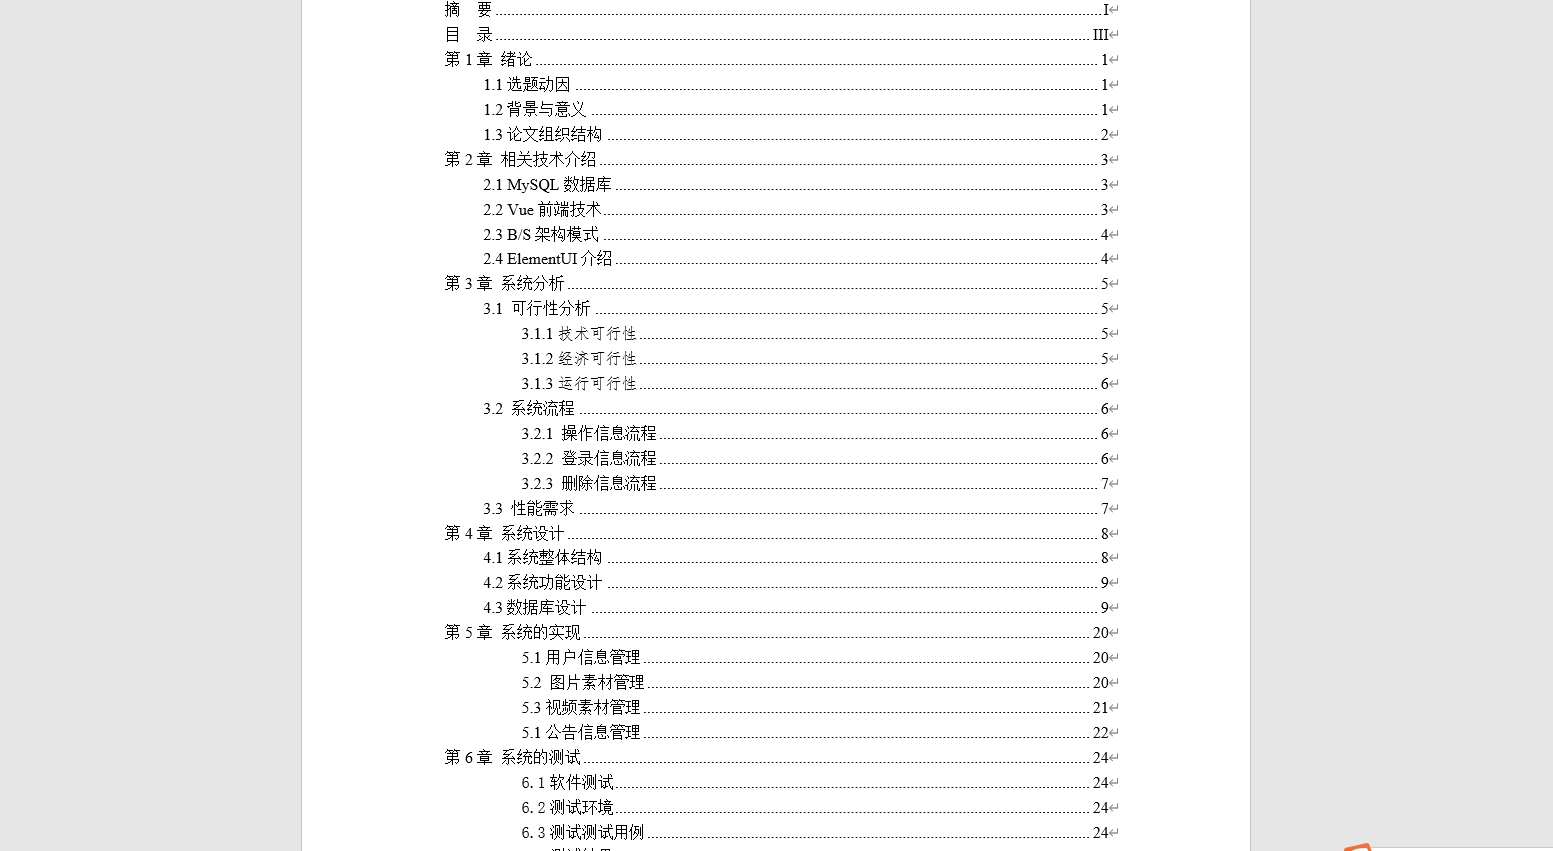 摘　要 I
目　录 III
第 1 章 绪论 1
1.1 选题动因 1
1.2 背景与意义 1
1.3 论文组织结构 2
第 2 章 相关技术介绍 3
2.1 MySQL 数据库 3
2.2 Vue 前端技术 3
2.3 B/S 架构模式 4
2.4 ElementUI 介绍 4
第 3 章 系统分析 5
3.1 可行性分析 5
3.1.1 技术可行性 5
3.1.2 经济可行性 5
3.1.3 运行可行性 6
3.2 系统流程 6
3.2.1 操作信息流程 6
3.2.2 登录信息流程 6
3.2.3 删除信息流程 7
3.3 性能需求 7
第 4 章 系统设计 8
4.1 系统整体结构 8
4.2 系统功能设计 9
4.3 数据库设计 9
第 5 章 系统的实现 20
5.1 用户信息管理 20
5.2 图片素材管理 20
5.3 视频素材管理 21
5.1 公告信息管理 22
第 6 章 系统的测试 24
6.1 软件测试 24
6.2 测试环境 24
6.3 测试测试用例 24